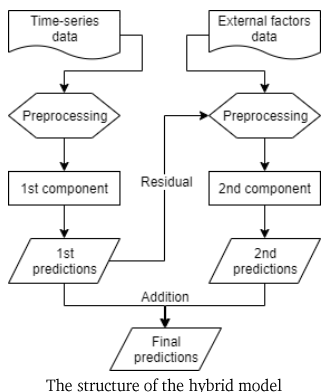 Time-series
data
External factors
data
Preprocessing
Preprocessing
1st component
Residual
2nd component
1st
predictions
2nd
predictions
Addition
Final
predictions
The structure of the hybrid model